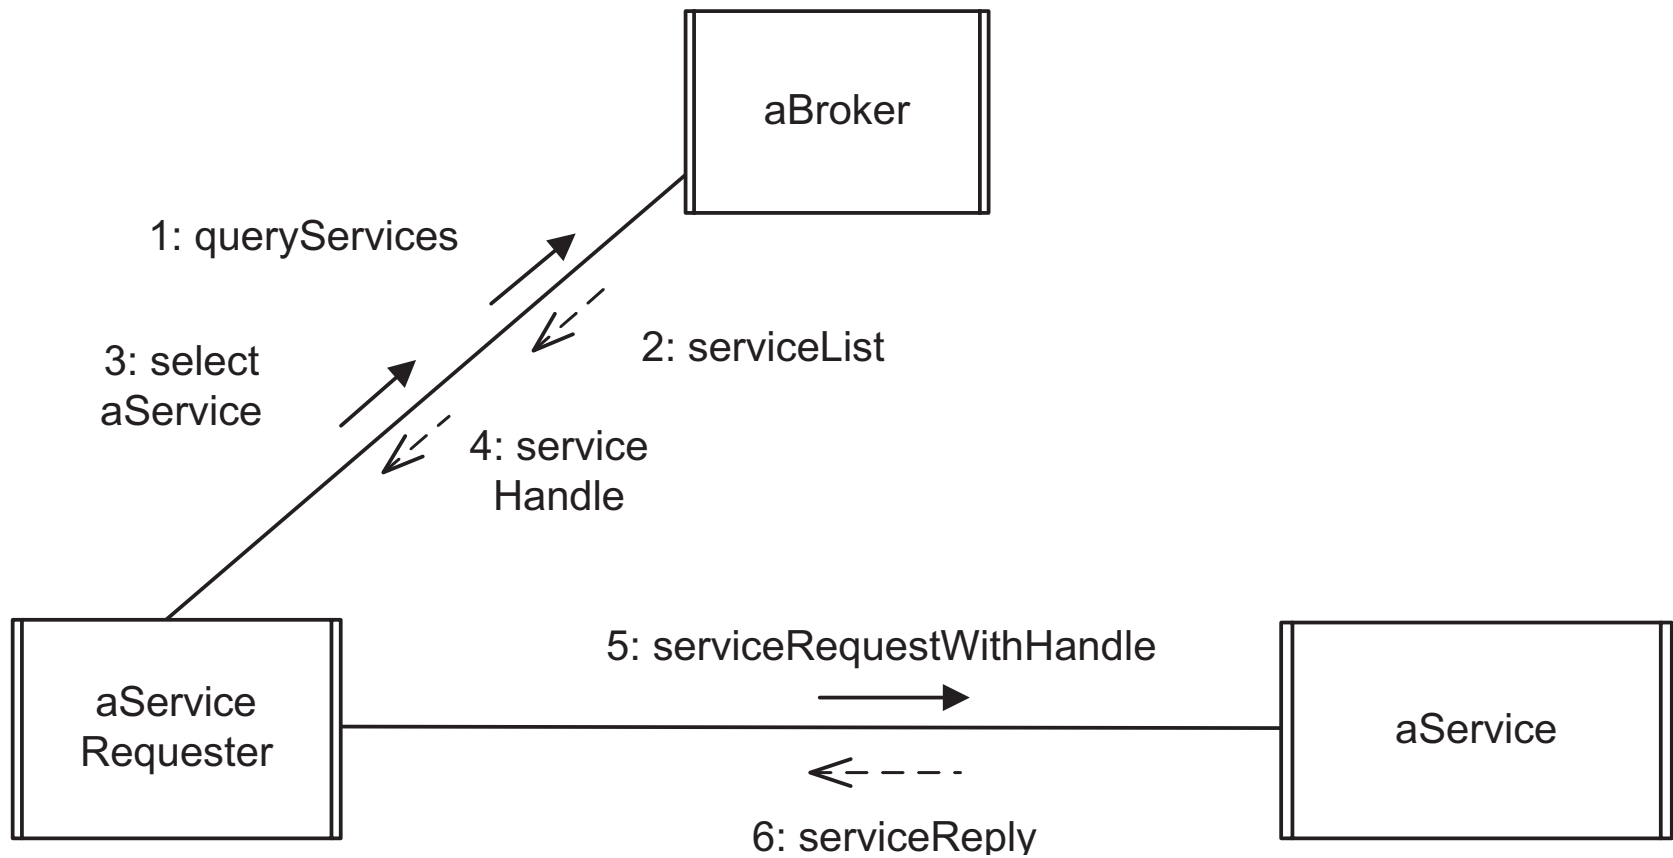 aBroker
1: queryServices
2: serviceList
3: select
aService
4: service
Handle
5: serviceRequestWithHandle
aService
Requester
aService
6: serviceReply